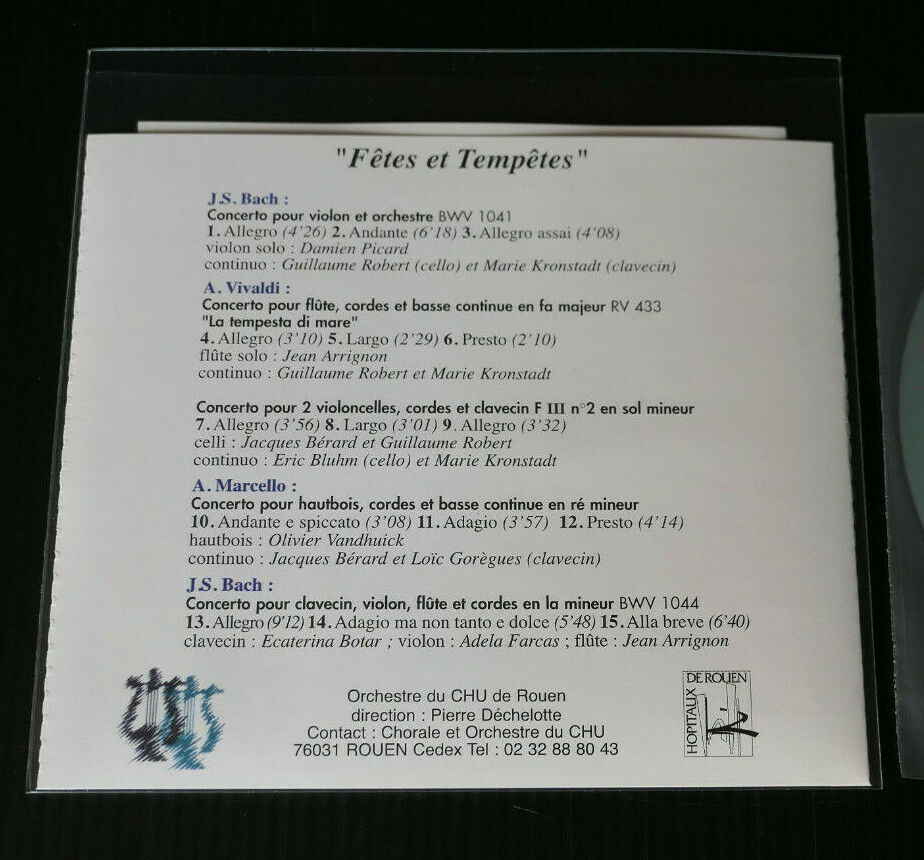 "Fêtes et Tempêtes"
J.S. Bach :
Concerto pour violon et orchestre BWV 1041
1. Allegro (4'26) 2. Andante (6'18) 3. Allegro assai (4'08)
violon solo : Damien Picard
continuo : Guillaume Robert (cello) et Marie Kronstadt (clavecin)
A. Vivaldi :
Concerto pour flûte, cordes et basse continue en fa majeur RV 433
"La tempesta di mare"
4. Allegro (3'10) 5. Largo (2'29) 6. Presto (2'10)
flûte solo : Jean Arrignon
continuo : Guillaume Robert et Marie Kronstadt
Concerto pour 2 violoncelles, cordes et clavecin F III n°2 en sol mineur
7. Allegro (3'56) 8. Largo (3'01) 9. Allegro (3'32)
celli : Jacques Bérard et Guillaume Robert
continuo : Eric Bluhm (cello) et Marie Kronstadt
A. Marcello :
Concerto pour hautbois, cordes et basse continue en ré mineur
10. Andante e spiccato (3'08) 11. Adagio (3'57) 12. Presto (4'14)
hautbois : Olivier Vandhuick
continuo : Jacques Bérard et Loïc Gorègues (clavecin)
J.S. Bach :
Concerto pour clavecin, violon, flûte et cordes en la mineur BWV 1044
13. Allegro (9'12) 14. Adagio ma non tanto e dolce (5'48) 15. Alla breve (6'40)
clavecin : Ecaterina Botar ; violon : Adela Farcas ; flûte : Jean Arrignon
Orchestre du CHU de Rouen
direction : Pierre Déchelotte
Contact : Chorale et Orchestre du CHU
76031 ROUEN Cedex Tel : 02 32 88 80 43
HOPITAUX
DE ROUEN